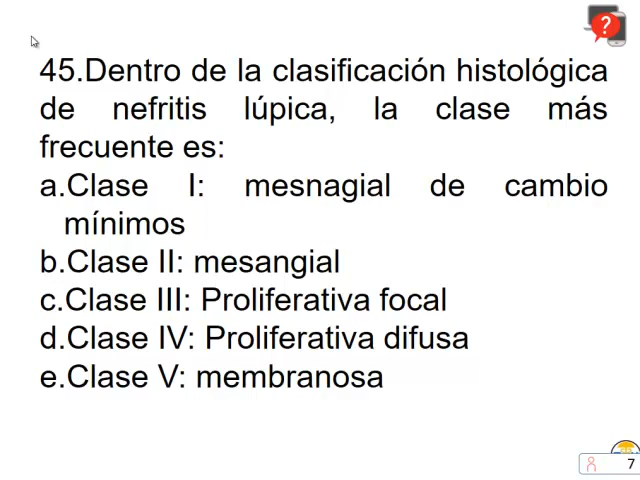 45.Dentro de la clasificación histológica
de nefritis lúpica, la clase más
frecuente es:
a.Clase I: mesnagial de cambio
mínimos
b.Clase II: mesangial
c.Clase III: Proliferativa focal
d.Clase IV: Proliferativa difusa
e.Clase V: membranosa
?
7